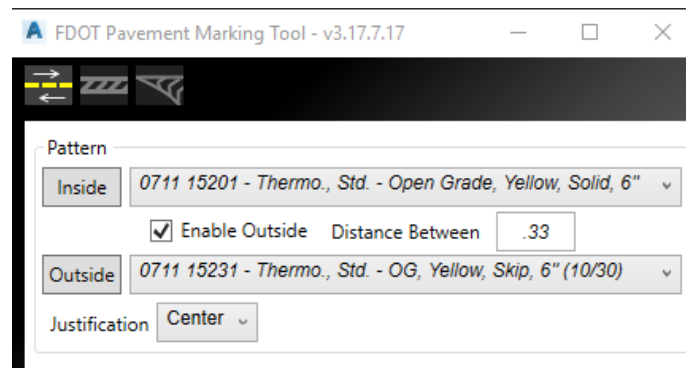 FDOT Pavement Marking Tool - v3.17.7.17
Pattern
Inside 0711 15201 - Thermo., Std. - Open Grade, Yellow, Solid, 6"
Enable Outside Distance Between .33
Outside 0711 15231 - Thermo., Std. - OG, Yellow, Skip, 6" (10/30)
Justification Center